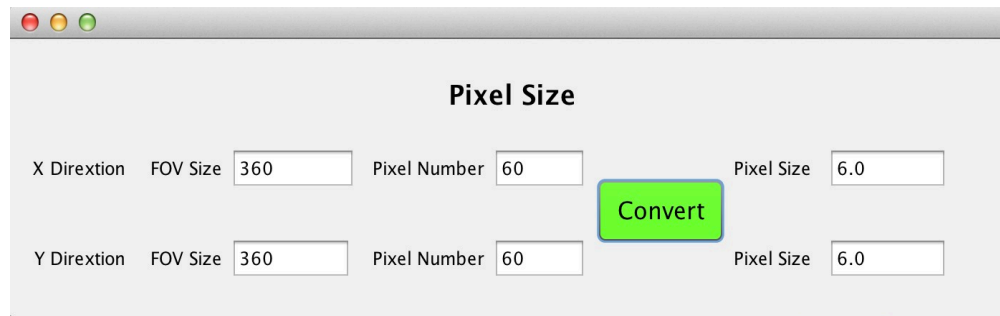 Pixel Size
X Dirextion FOV Size 360 Pixel Number 60 Pixel Size 6.0
Convert
Y Dirextion FOV Size 360 Pixel Number 60 Pixel Size 6.0